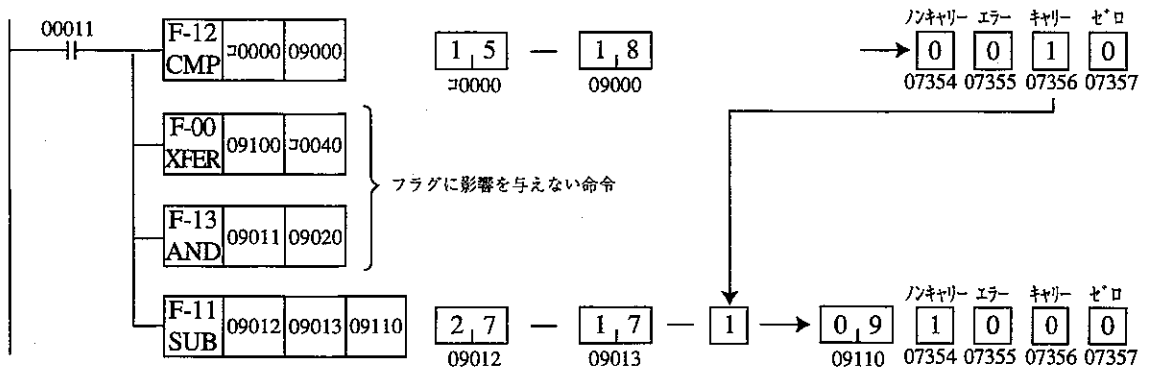 00011
F-12 CMP コ0000 09000
1 5 — 1 8
コ0000 09000
ノンキャリー エラー キャリー ゼロ
0 0 1 0
07354 07355 07356 07357
F-00 XFER 09100 コ0040
フラグに影響を与えない命令
F-13 AND 09011 09020
F-11 SUB 09012 09013 09110
2 7 — 1 7 — 1 → 0 9
09012 09013 09110
ノンキャリー エラー キャリー ゼロ
1 0 0 0
07354 07355 07356 07357